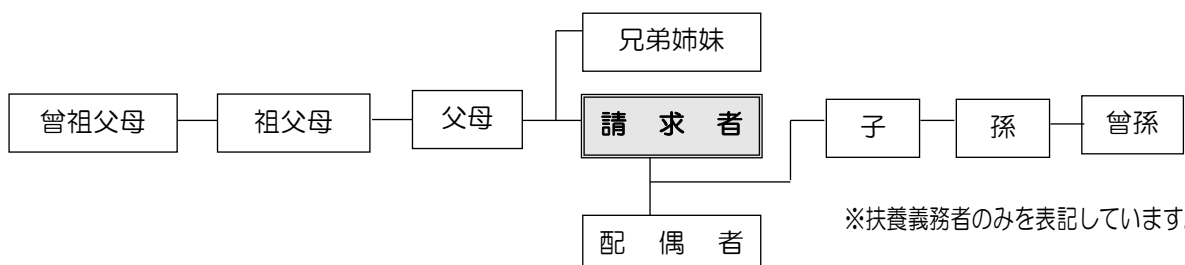 兄弟姉妹
曾祖父母 祖父母 父母 請求者 子 孫 曾孫
※扶養義務者のみを表記しています。
配偶者